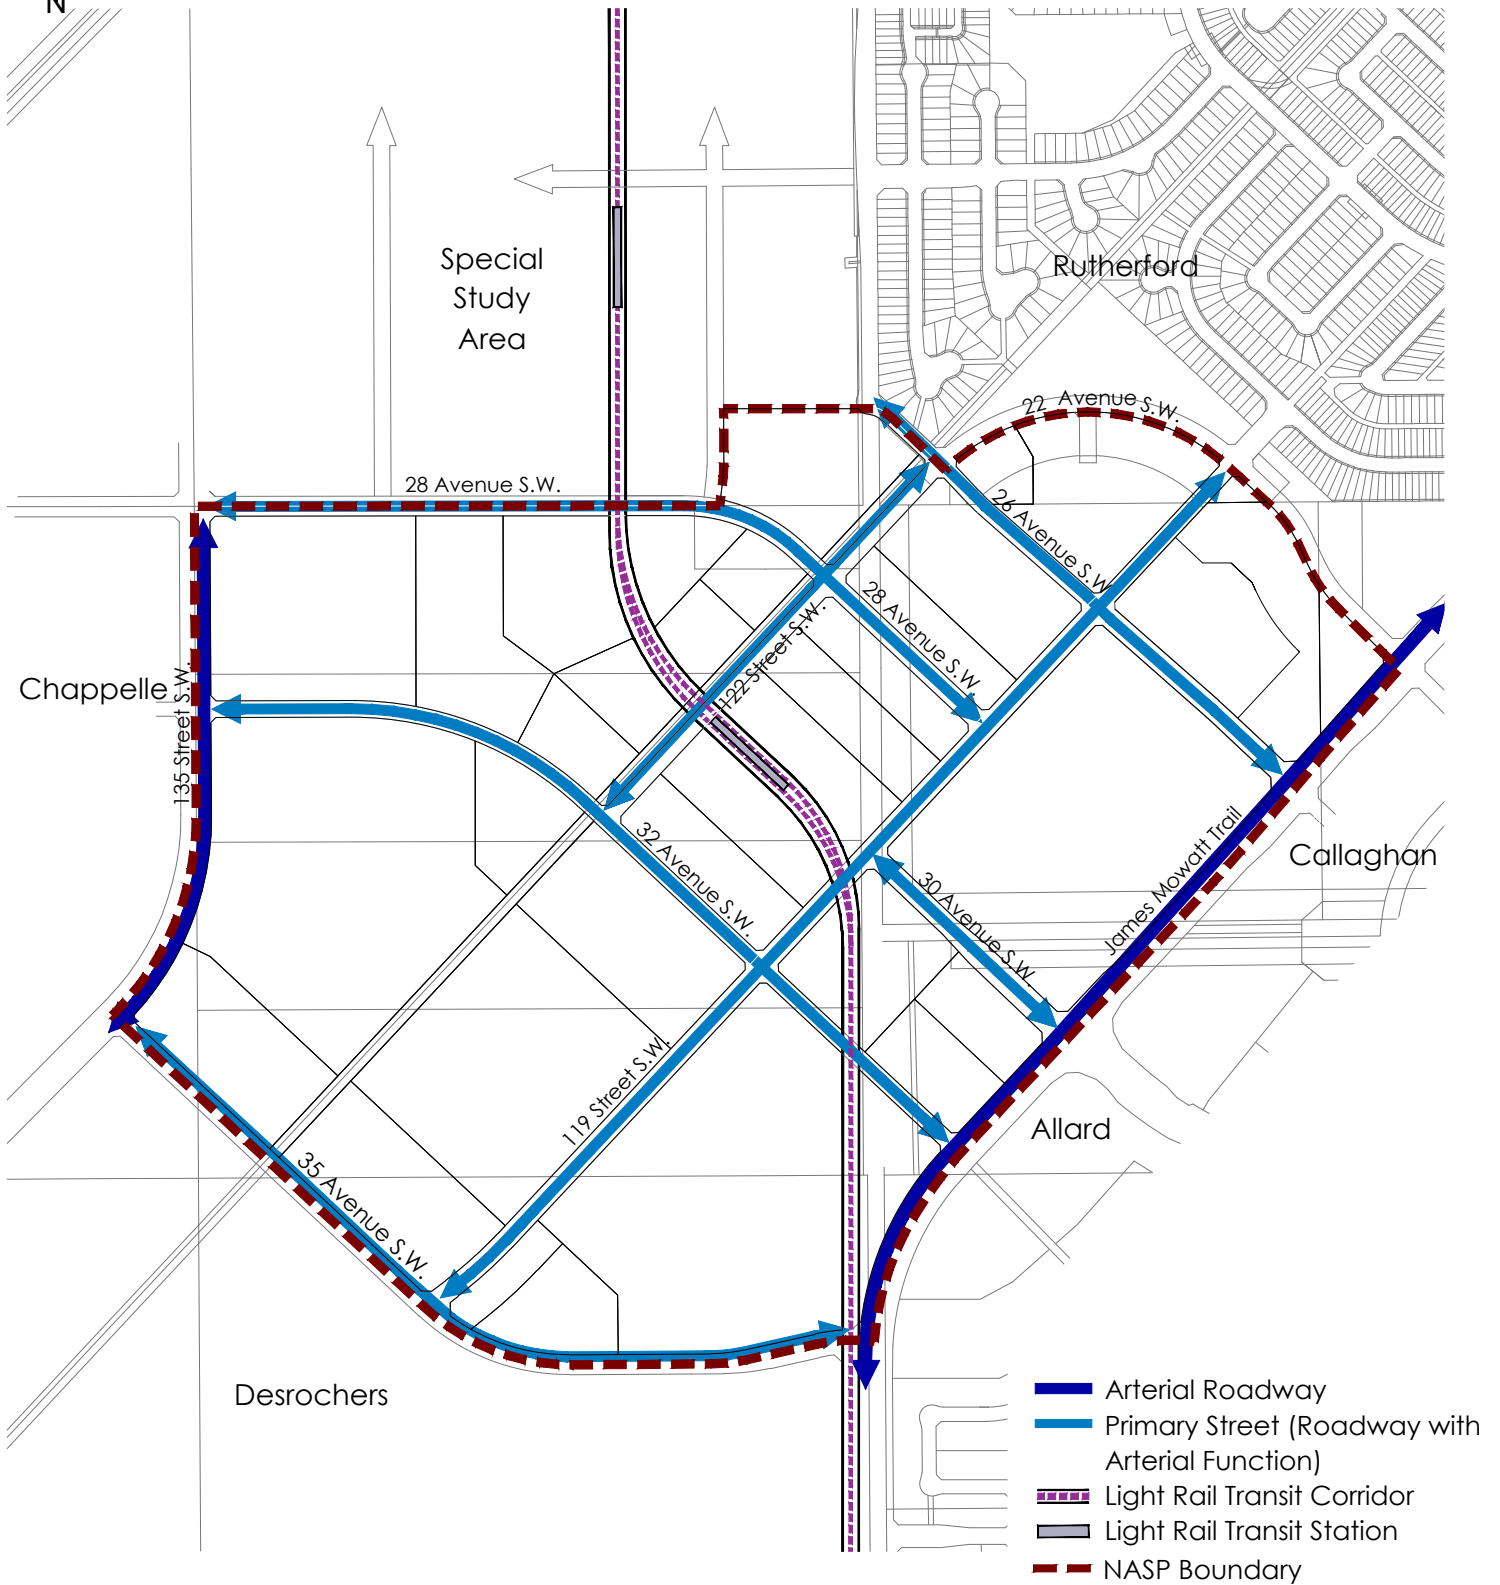 N
Special
Study
Area
Rutherford
22 Avenue S.W.
28 Avenue S.W.
26 Avenue S.W.
28 Avenue S.W.
122 Street S.W.
Chappelle
135 Street S.W.
32 Avenue S.W.
James Mowatt Trail
Callaghan
30 Avenue S.W.
119 Street S.W.
Allard
35 Avenue S.W.
Desrochers
Arterial Roadway
Primary Street (Roadway with
Arterial Function)
Light Rail Transit Corridor
Light Rail Transit Station
NASP Boundary